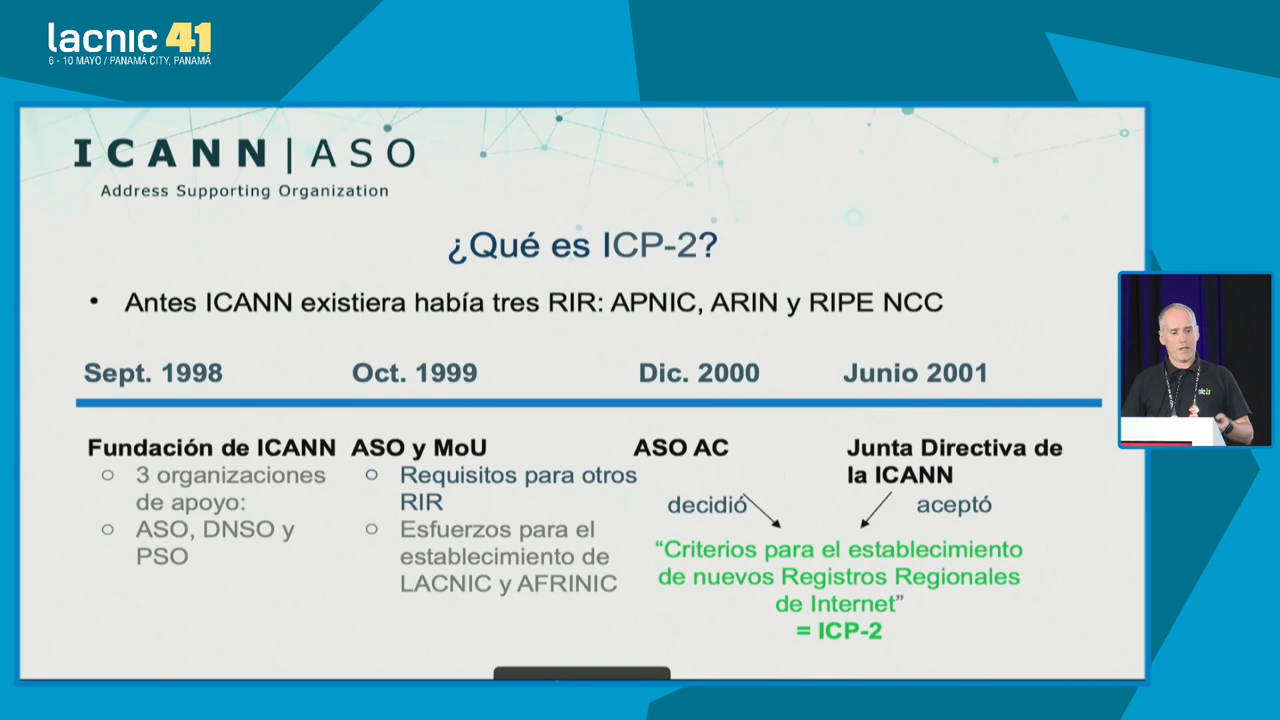 lacnic 41
6 - 10 MAYO / PANAMÁ CITY, PANAMÁ
ICANN|ASO
Address Supporting Organization
¿Qué es ICP-2?
• Antes ICANN existiera había tres RIR: APNIC, ARIN y RIPE NCC
Sept. 1998
Oct. 1999
Dic. 2000
Junio 2001
Fundación de ICANN
○ 3 organizaciones
de apoyo:
○ ASO, DNSO y
PSO
ASO y MoU
○ Requisitos para otros
RIR
○ Esfuerzos para el
establecimiento de
LACNIC y AFRINIC
ASO AC
decidió
Junta Directiva de
la ICANN
aceptó
“Criterios para el establecimiento
de nuevos Registros Regionales
de Internet”
= ICP-2